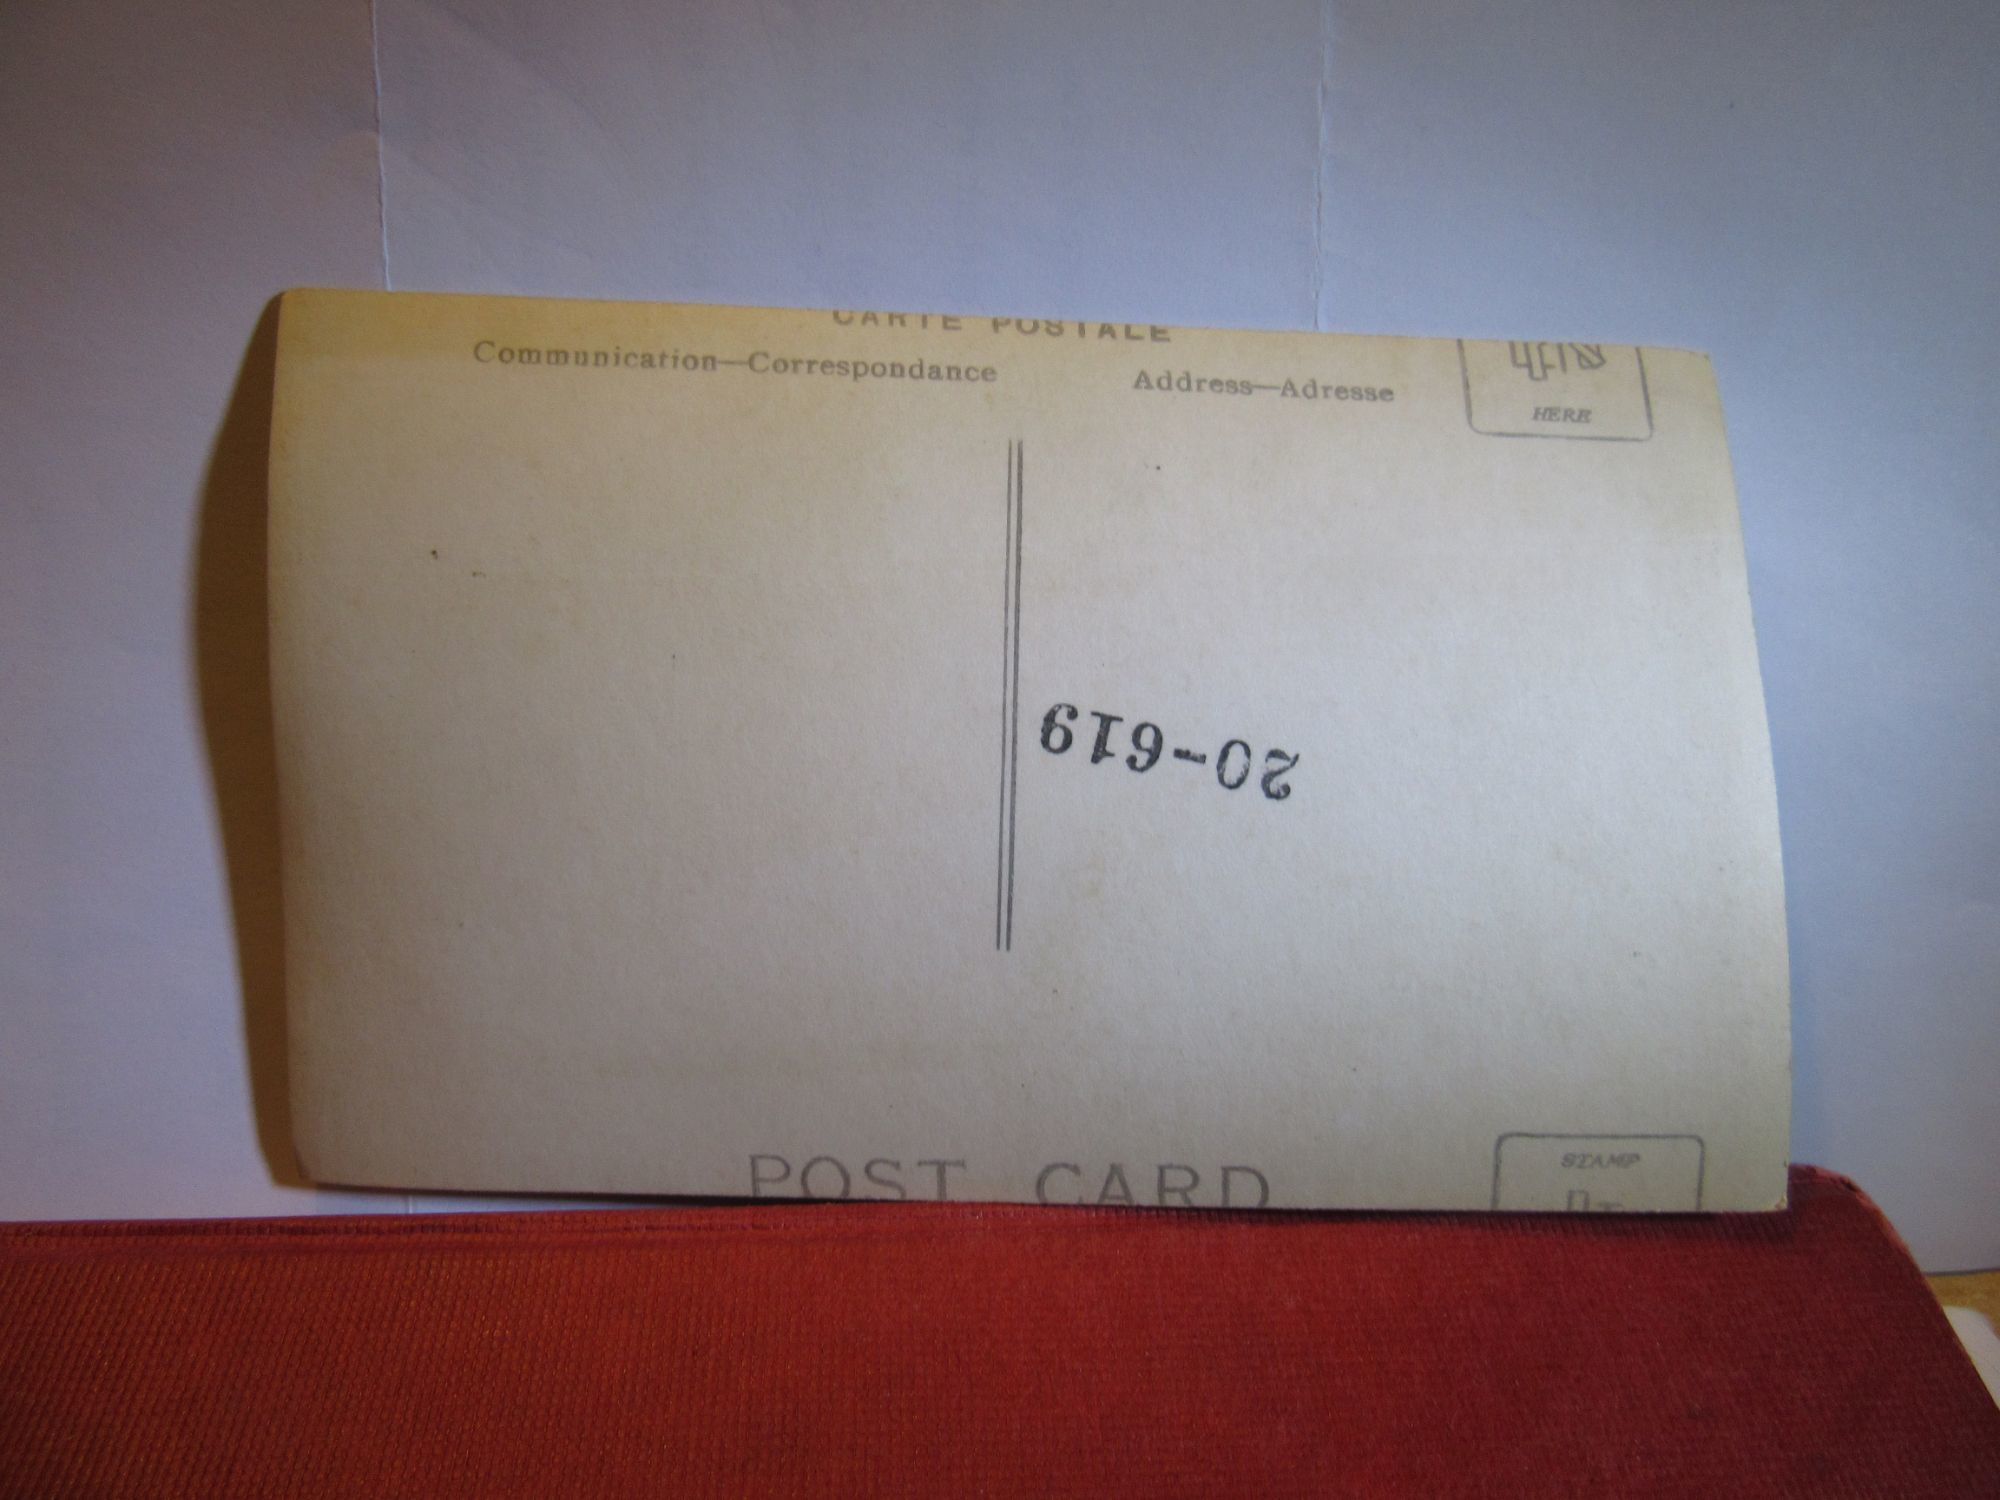 CARTE POSTALE
Communication—Correspondance
Address—Adresse
HERE
20-619
POST CARD
STAMP